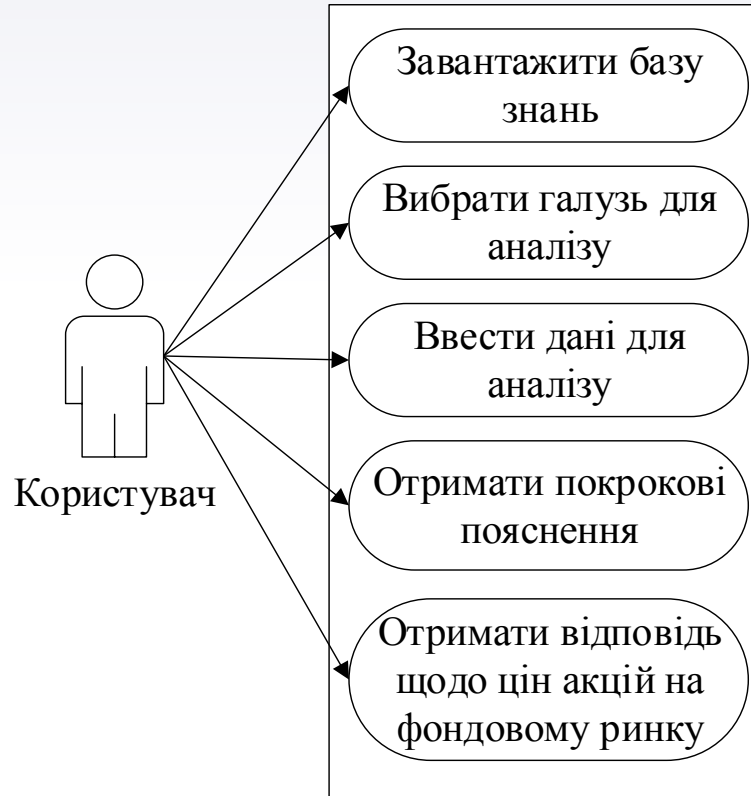 Завантажити базу
знань
Вибрати галузь для
аналізу
Ввести дані для
аналізу
Отримати покрокові
пояснення
Отримати відповідь
щодо цін акцій на
фондовому ринку
Користувач